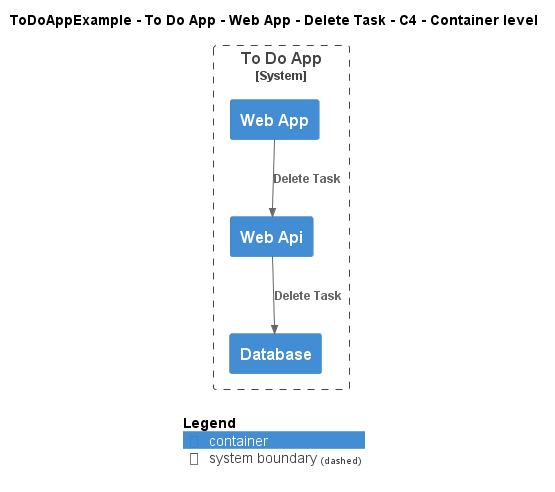 ToDoAppExample - To Do App - Web App - Delete Task - C4 - Container level
To Do App
[System]
Web App
Delete Task
Web Api
Delete Task
Database
Legend
container
system boundary (dashed)